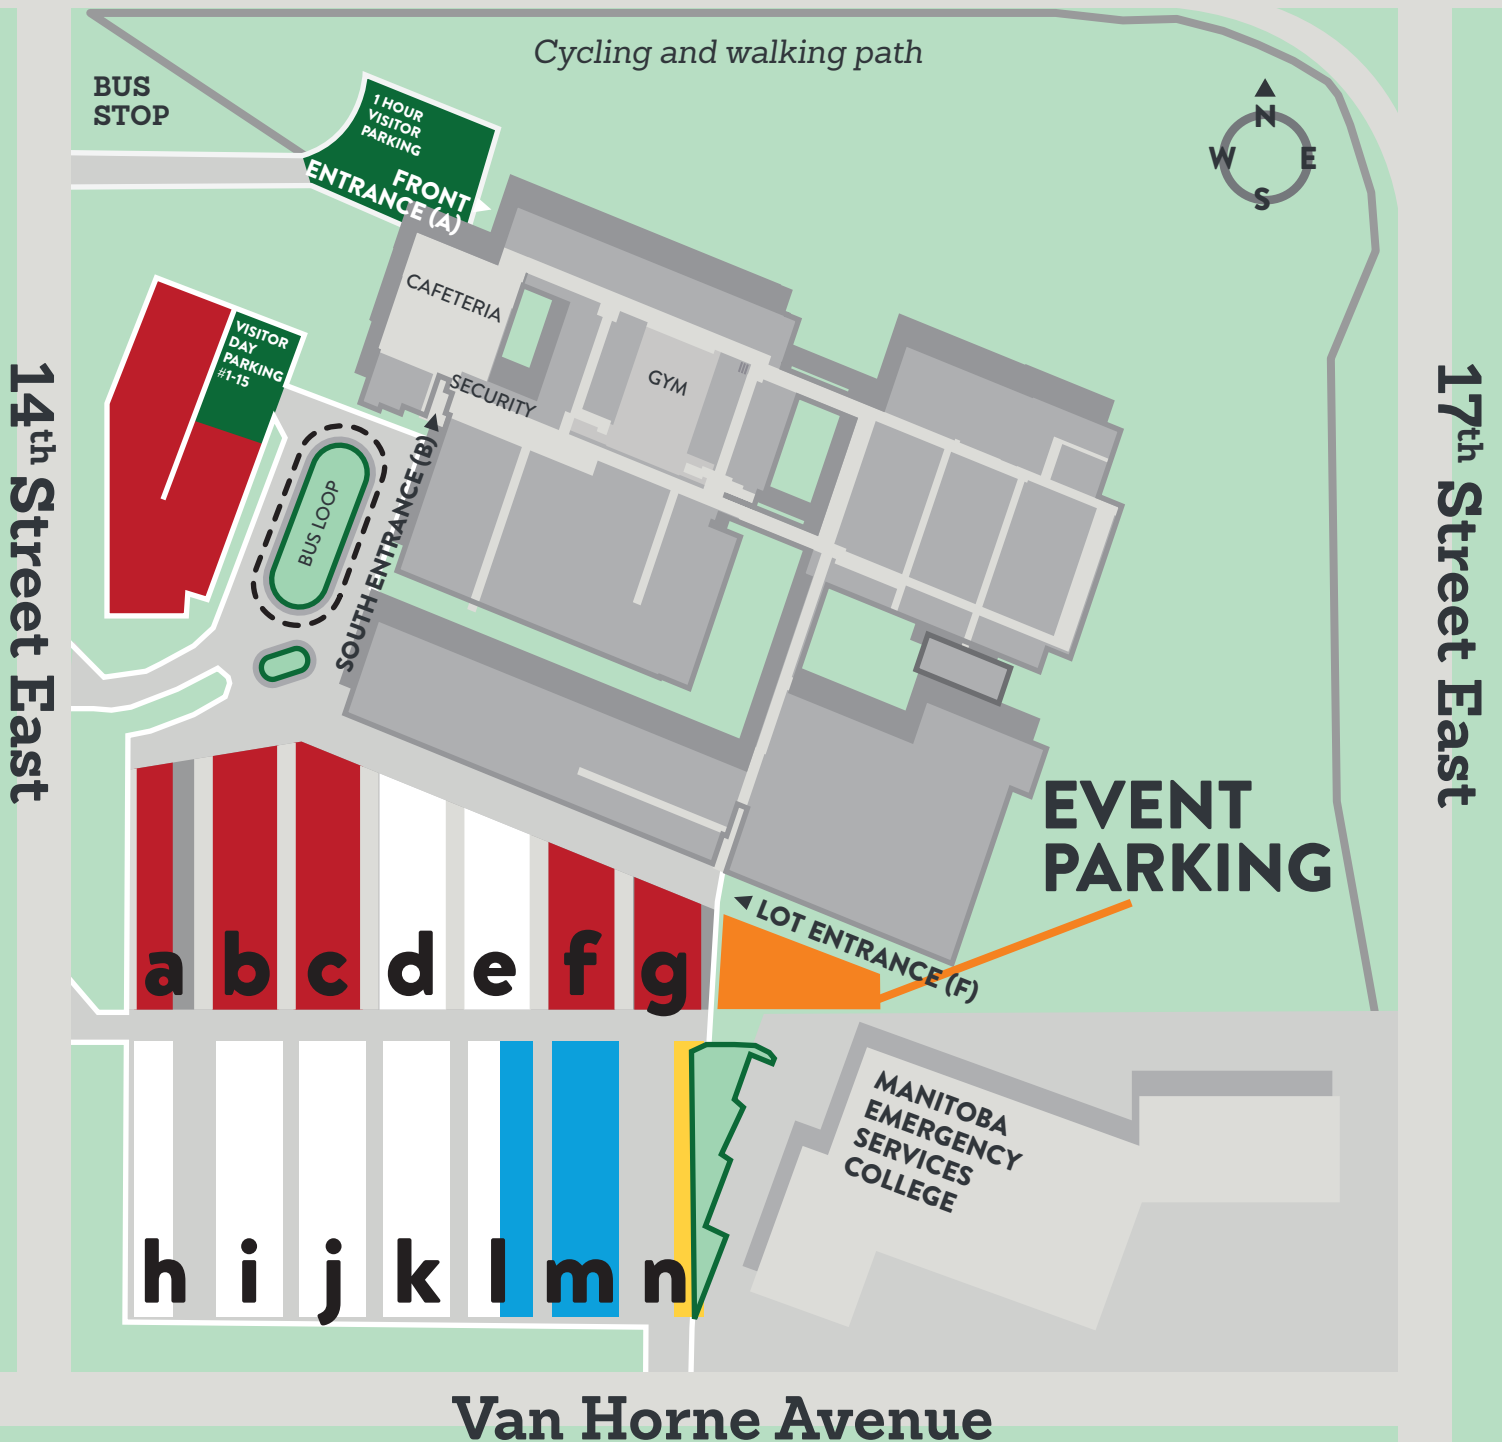 Cycling and walking path
BUS
STOP
1 HOUR
VISITOR
PARKING
FRONT
ENTRANCE (A)
N
W
E
S
CAFETERIA
VISITOR
DAY
PARKING
#1-15
GYM
SECURITY
14th Street East
17th Street East
BUS LOOP
SOUTH ENTRANCE (B)
EVENT
PARKING
LOT ENTRANCE (F)
a
b
c
d
e
f
g
MANITOBA
EMERGENCY
SERVICES
COLLEGE
h
i
j
k
l
m
n
Van Horne Avenue